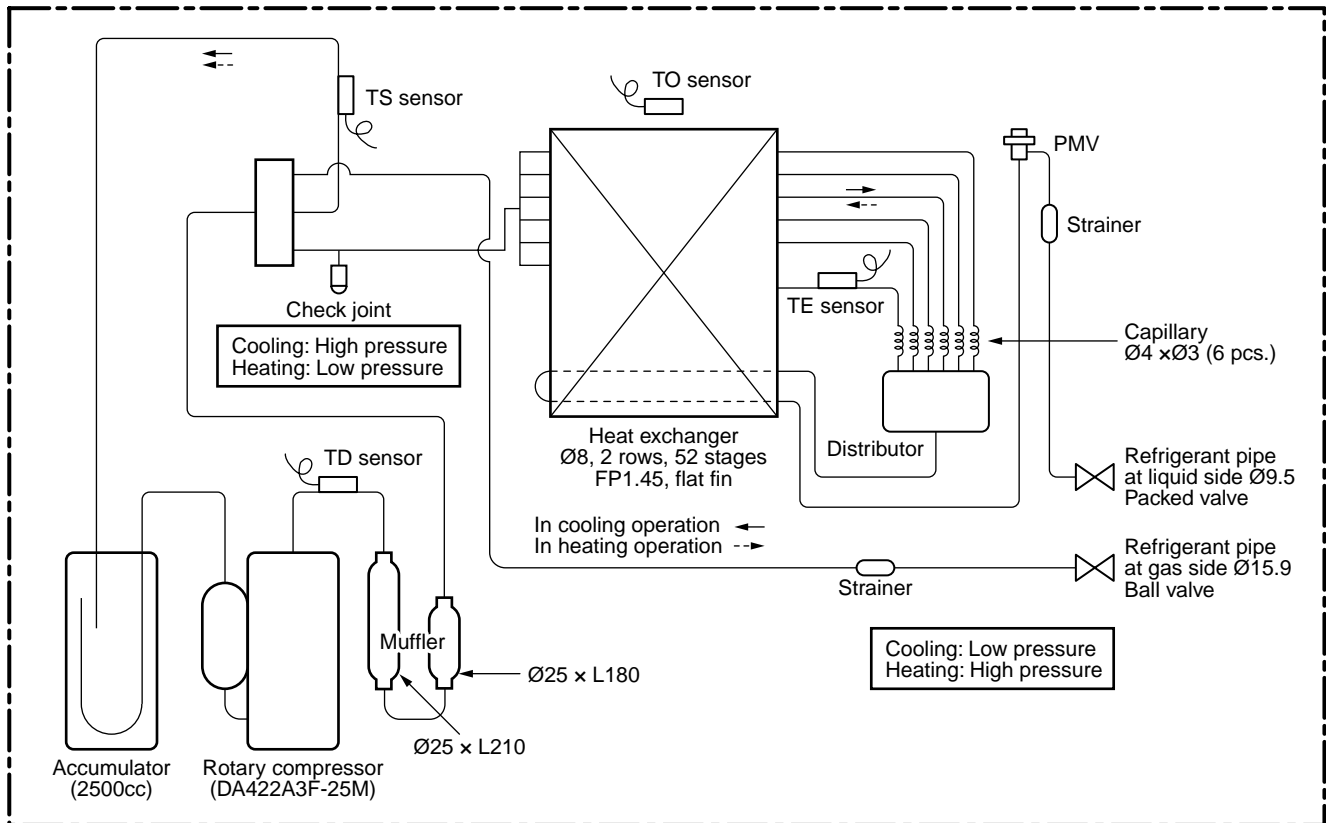 TS sensor
TO sensor
PMV
Strainer
Check joint
Cooling: High pressure
Heating: Low pressure
TE sensor
Capillary
Ø4 ×Ø3 (6 pcs.)
Heat exchanger
Ø8, 2 rows, 52 stages
FP1.45, flat fin
Distributor
TD sensor
Refrigerant pipe
at liquid side Ø9.5
Packed valve
In cooling operation
In heating operation
Refrigerant pipe
at gas side Ø15.9
Ball valve
Strainer
Muffler
Cooling: Low pressure
Heating: High pressure
Ø25 × L180
Ø25 × L210
Accumulator
(2500cc)
Rotary compressor
(DA422A3F-25M)